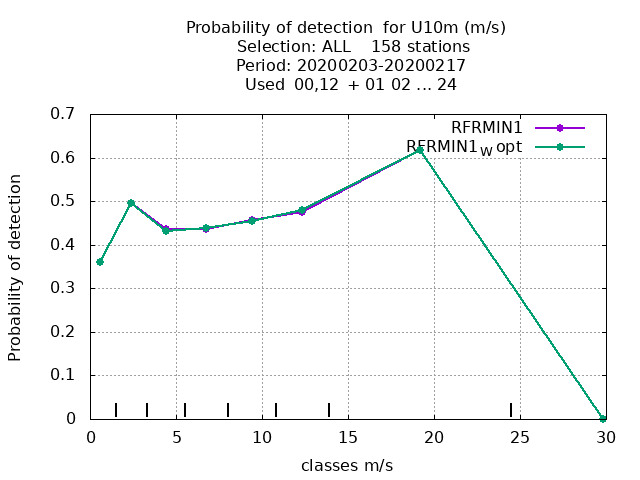 Probability of detection  for U10m (m/s)
Selection: ALL    158 stations
Period: 20200203-20200217
Used  00,12  + 01 02 ... 24
RFRMIN1
RFRMIN1W opt
Probability of detection
0.7
0.6
0.5
0.4
0.3
0.2
0.1
0
0 5 10 15 20 25 30
classes m/s